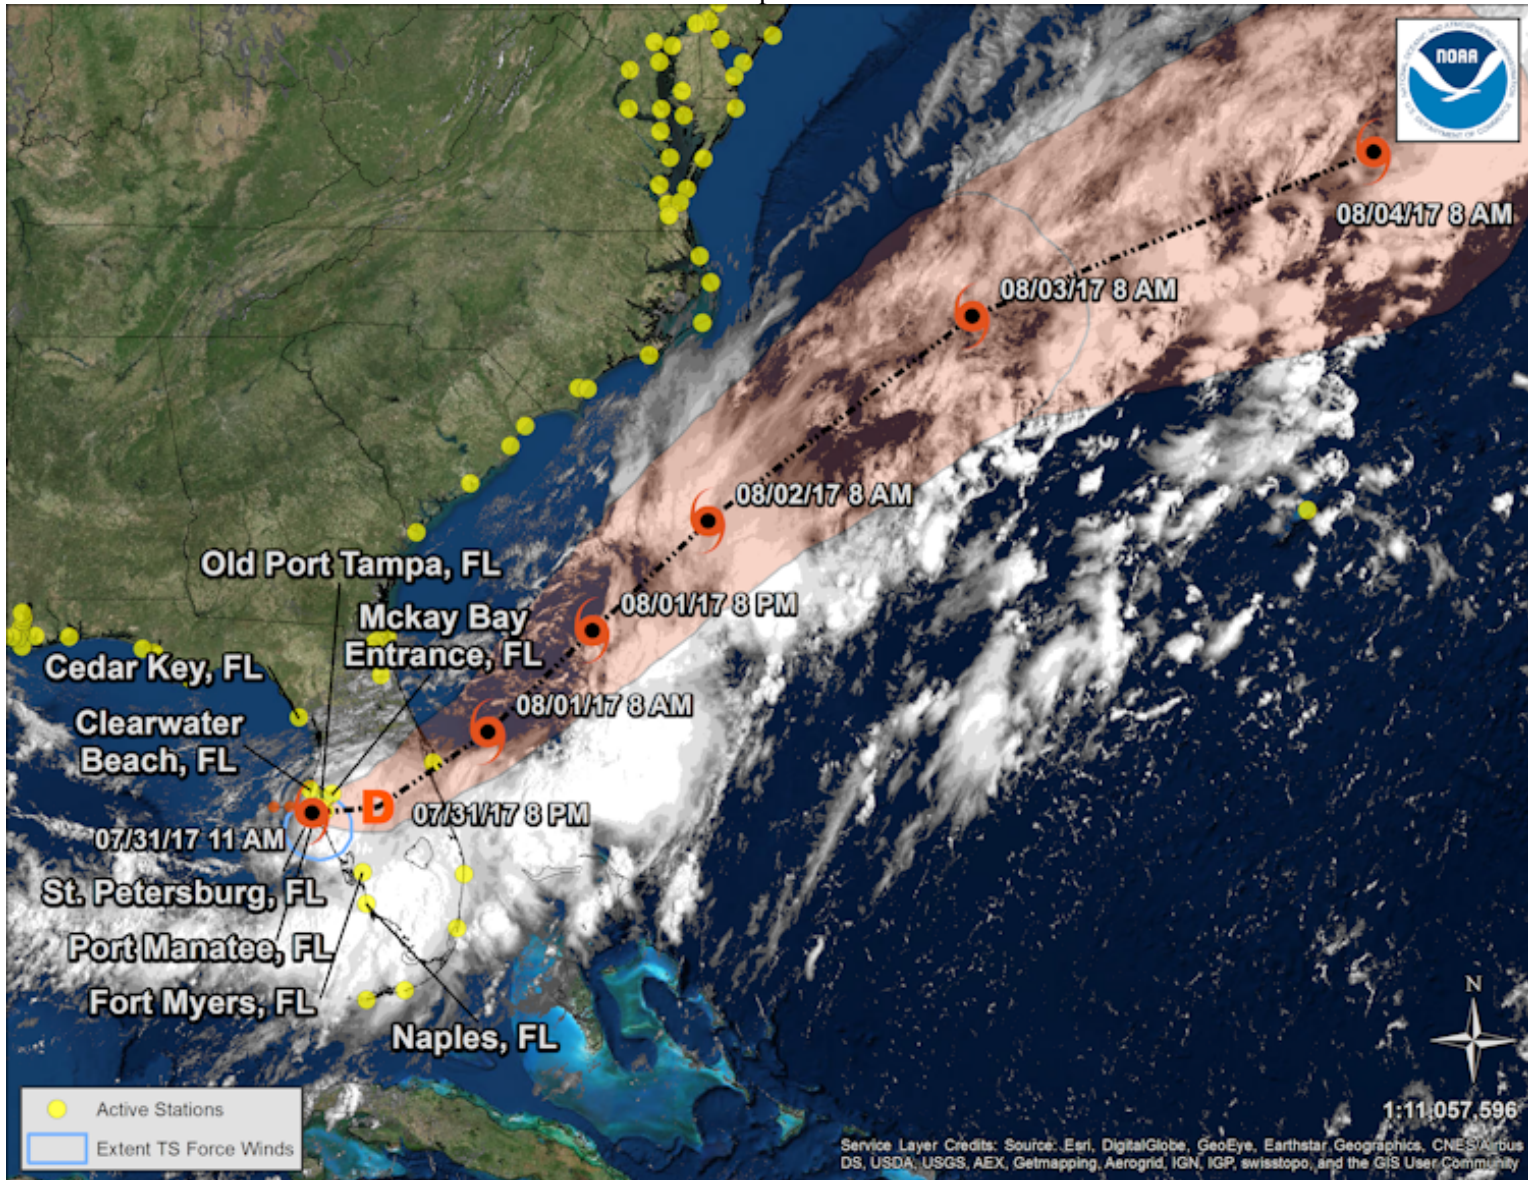 NOAA
08/04/17 8 AM
08/03/17 8 AM
08/02/17 8 AM
Old Port Tampa, FL
08/01/17 8 PM
Mckay Bay
Entrance, FL
Cedar Key, FL
08/01/17 8 AM
Clearwater
Beach, FL
D
07/31/17 8 PM
07/31/17 11 AM
St. Petersburg, FL
Port Manatee, FL
Fort Myers, FL
Naples, FL
N
Active Stations
Extent TS Force Winds
1:11,057,596
Service Layer Credits: Source: Esri, DigitalGlobe, GeoEye, Earthstar Geographics, CNES/Airbus
DS, USDA, USGS, AEX, Getmapping, Aerogrid, IGN, IGP, swisstopo, and the GIS User Community